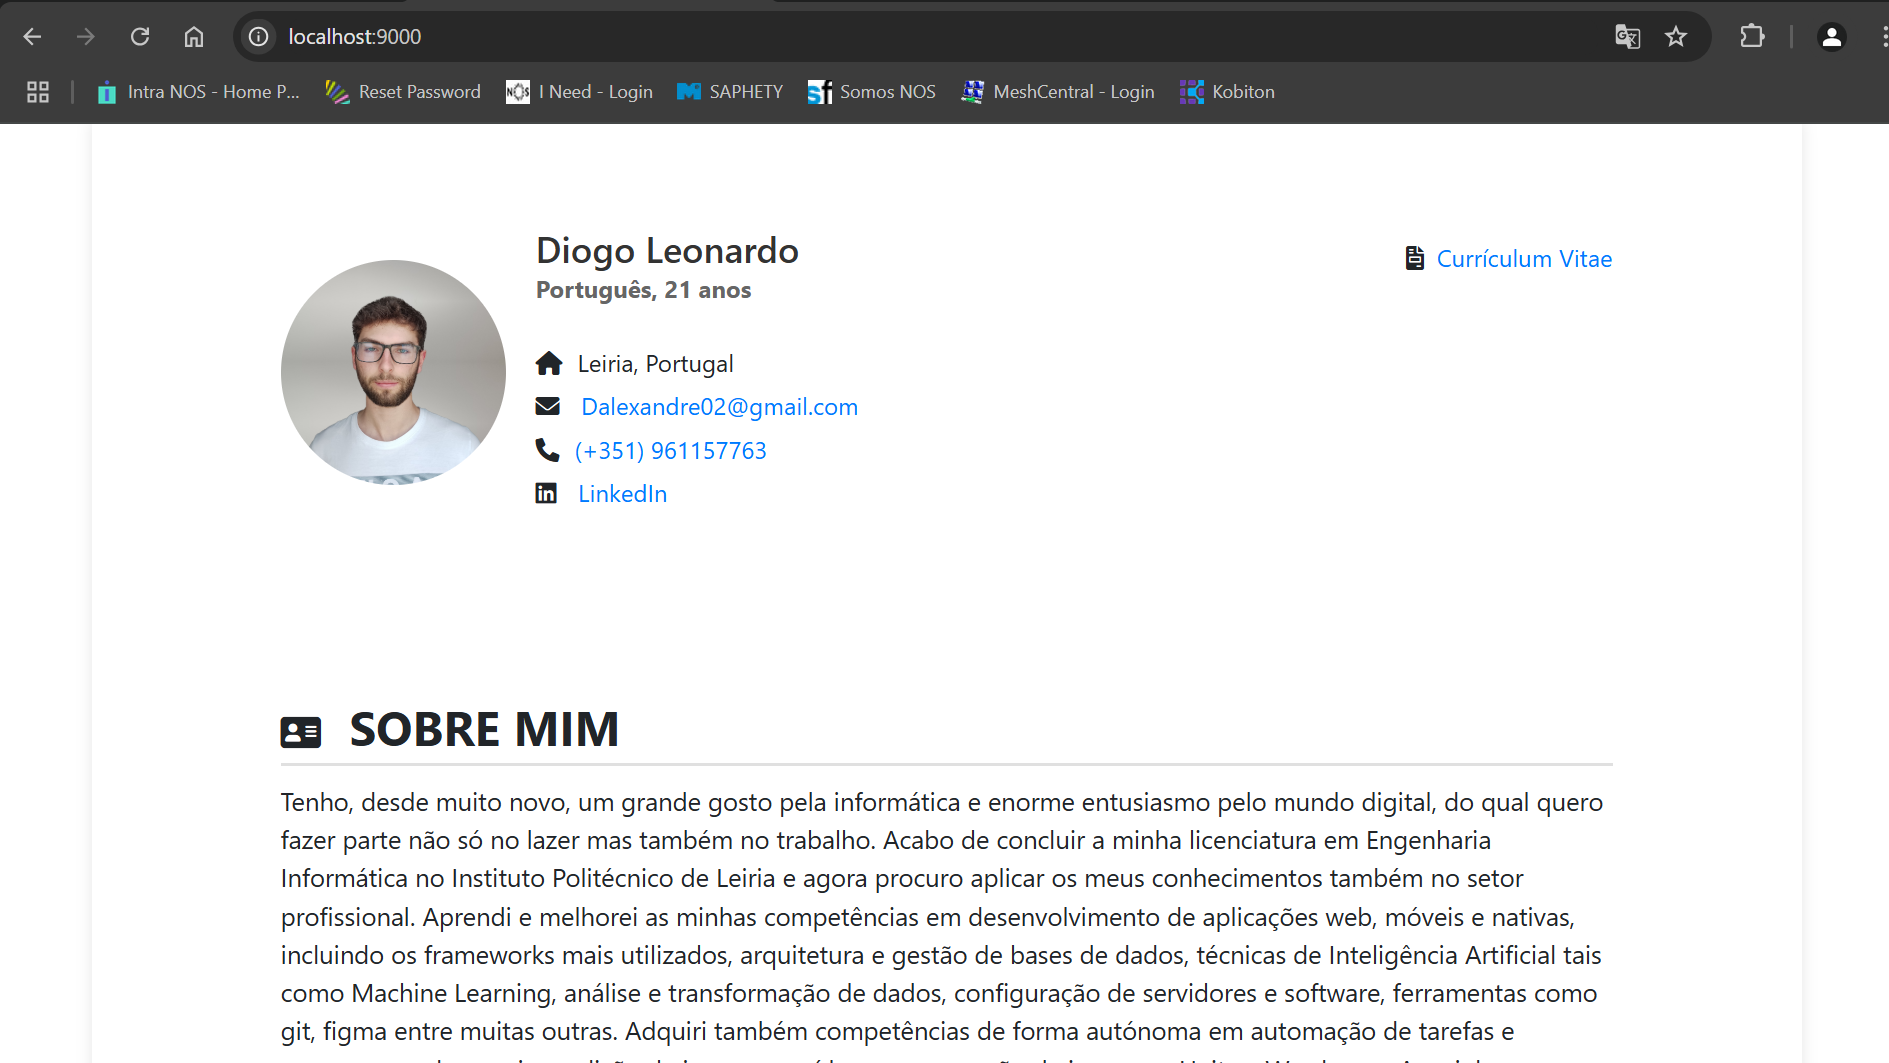 localhost:9000
Intra NOS - Home P... Reset Password NOS I Need - Login SAPHETY sf Somos NOS MeshCentral - Login Kobiton
Diogo Leonardo
Currículum Vitae
Português, 21 anos
Leiria, Portugal
Dalexandre02@gmail.com
(+351) 961157763
in LinkedIn
SOBRE MIM
Tenho, desde muito novo, um grande gosto pela informática e enorme entusiasmo pelo mundo digital, do qual quero
fazer parte não só no lazer mas também no trabalho. Acabo de concluir a minha licenciatura em Engenharia
Informática no Instituto Politécnico de Leiria e agora procuro aplicar os meus conhecimentos também no setor
profissional. Aprendi e melhorei as minhas competências em desenvolvimento de aplicações web, móveis e nativas,
incluindo os frameworks mais utilizados, arquitetura e gestão de bases de dados, técnicas de Inteligência Artificial tais
como Machine Learning, análise e transformação de dados, configuração de servidores e software, ferramentas como
git, figma entre muitas outras. Adquiri também competências de forma autónoma em automação de tarefas e